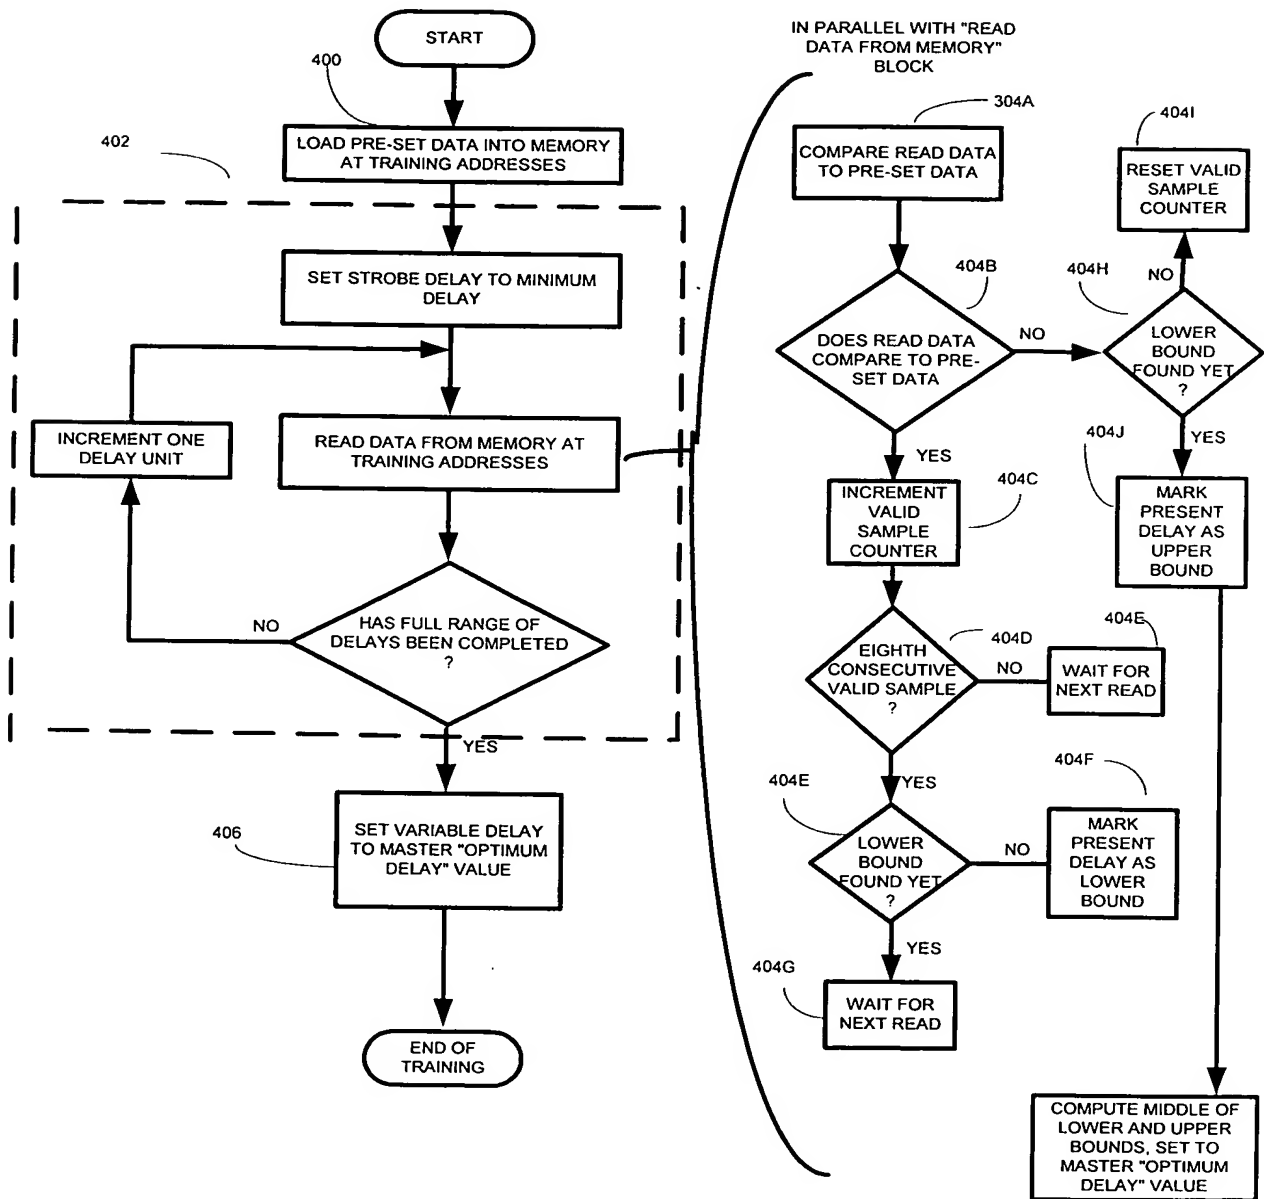 START
400
LOAD PRE-SET DATA INTO MEMORY
AT TRAINING ADDRESSES
402
SET STROBE DELAY TO MINIMUM
DELAY
INCREMENT ONE
DELAY UNIT
READ DATA FROM MEMORY AT
TRAINING ADDRESSES
NO
HAS FULL RANGE OF
DELAYS BEEN COMPLETED
?
YES
406
SET VARIABLE DELAY
TO MASTER "OPTIMUM
DELAY" VALUE
END OF
TRAINING
IN PARALLEL WITH "READ
DATA FROM MEMORY"
BLOCK
304A
COMPARE READ DATA
TO PRE-SET DATA
404B
DOES READ DATA
COMPARE TO PRE-
SET DATA
NO
404I
RESET VALID
SAMPLE
COUNTER
NO
404H
LOWER
BOUND
FOUND YET
?
YES
404J
MARK
PRESENT
DELAY AS
UPPER
BOUND
YES
404C
INCREMENT
VALID
SAMPLE
COUNTER
404D
EIGHTH
CONSECUTIVE
VALID SAMPLE
?
NO
404E
WAIT FOR
NEXT READ
YES
404E
LOWER
BOUND
FOUND YET
?
NO
404F
MARK
PRESENT
DELAY AS
LOWER
BOUND
YES
404G
WAIT FOR
NEXT READ
COMPUTE MIDDLE OF
LOWER AND UPPER
BOUNDS, SET TO
MASTER "OPTIMUM
DELAY" VALUE